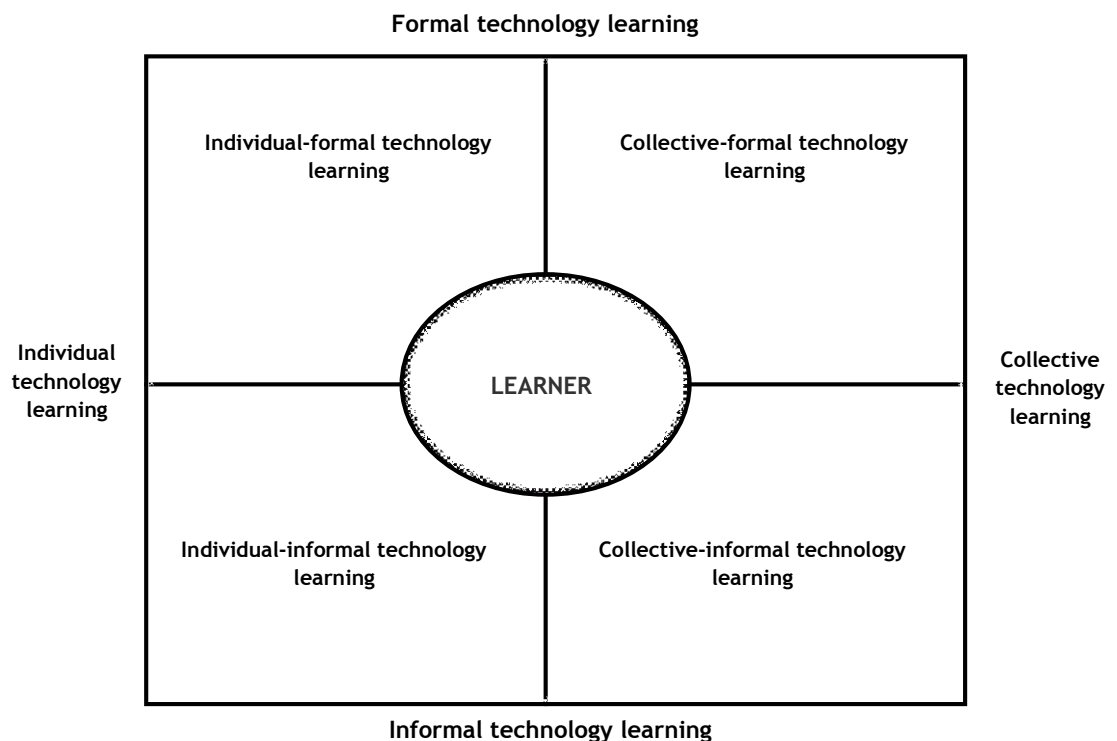 Formal technology learning
Individual-formal technology
learning
Collective-formal technology
learning
Individual
technology
learning
LEARNER
Collective
technology
learning
Individual-informal technology
learning
Collective-informal technology
learning
Informal technology learning